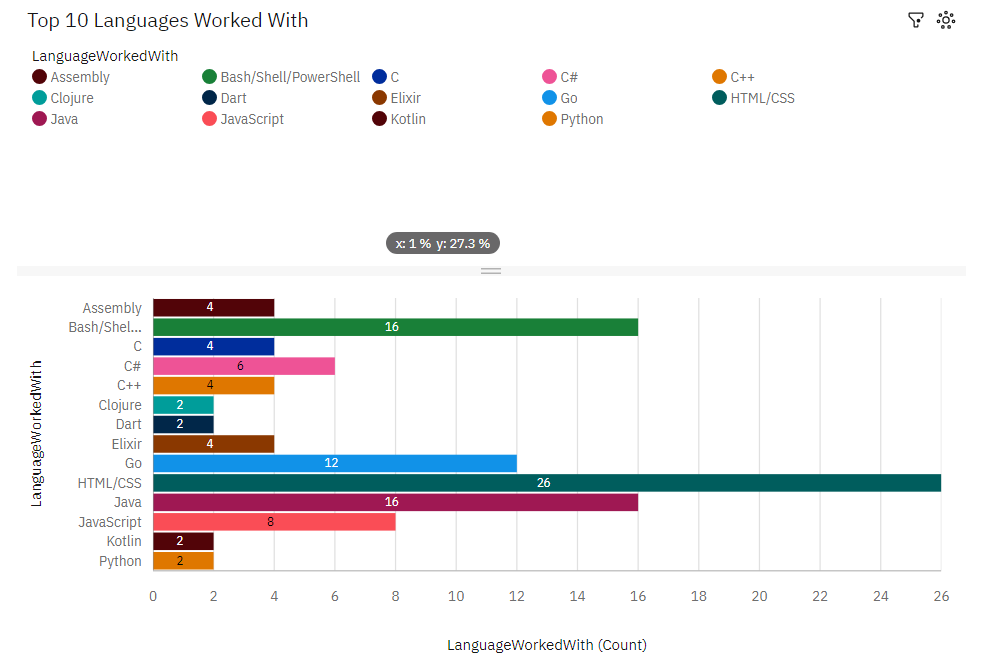 Top 10 Languages Worked With
LanguageWorkedWith
Assembly Bash/Shell/PowerShell C C# C++
Clojure Dart Elixir Go HTML/CSS
Java JavaScript Kotlin Python
x: 1 % y: 27.3 %
Assembly 4
Bash/Shel... 16
C 4
C# 6
C++ 4
Clojure 2
Dart 2
Elixir 4
Go 12
HTML/CSS 26
Java 16
JavaScript 8
Kotlin 2
Python 2
LanguageWorkedWith
0 2 4 6 8 10 12 14 16 18 20 22 24 26
LanguageWorkedWith (Count)